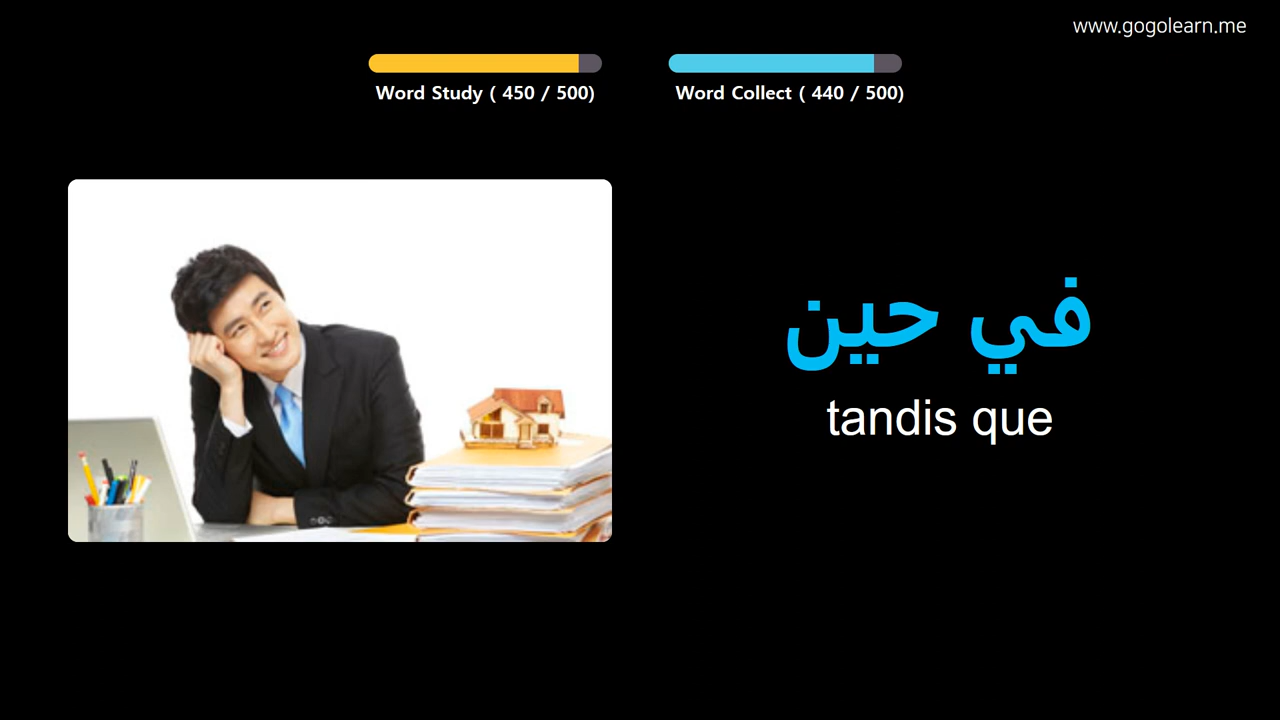 www.gogolearn.me
Word Study ( 450 / 500)
Word Collect ( 440 / 500)
في حين
tandis que